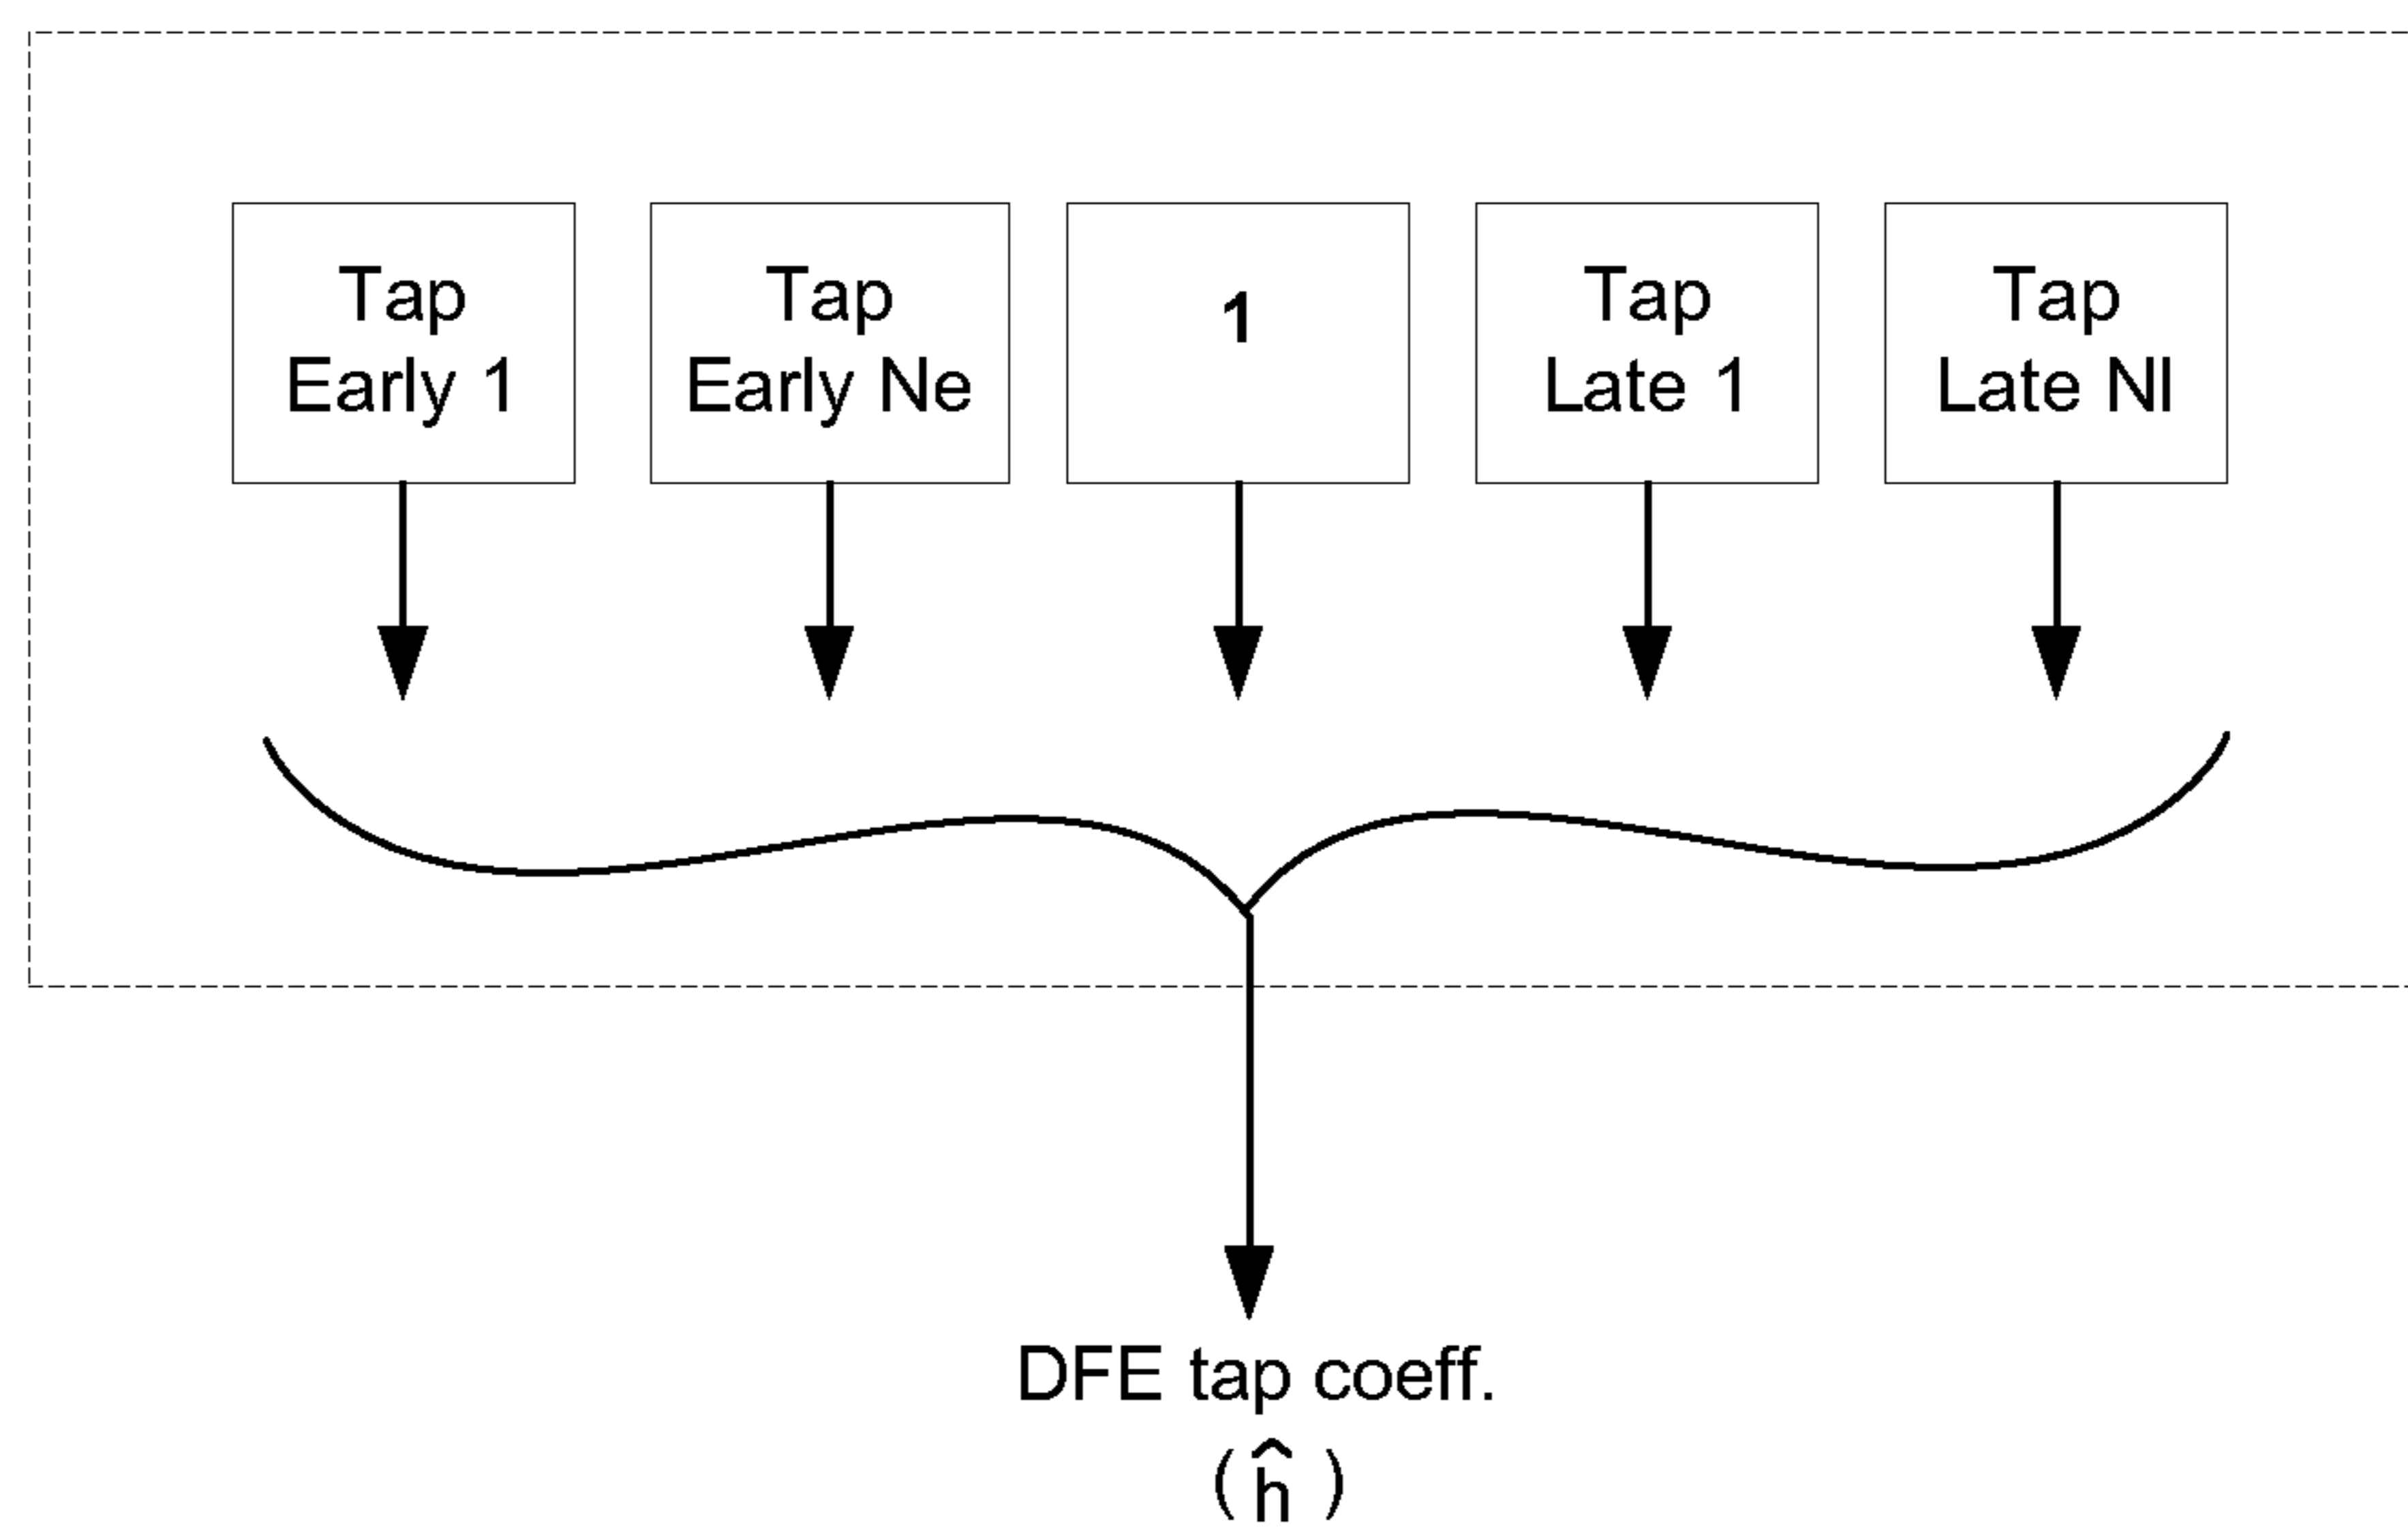 Tap
Early 1
Tap
Early Ne
1
Tap
Late 1
Tap
Late Nl
DFE tap coeff.
(ĥ)